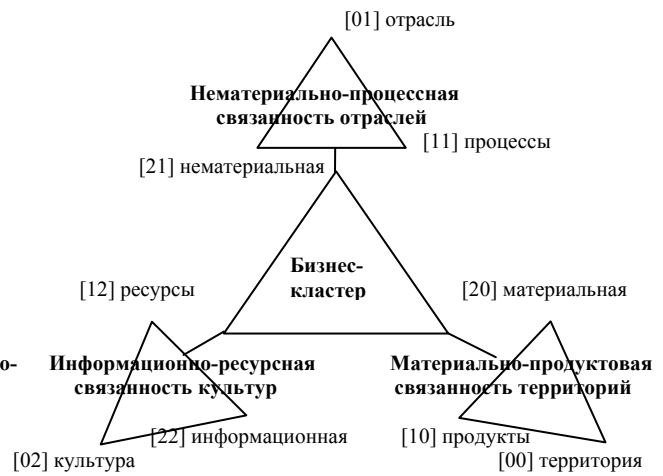 [01] отрасль
Нематериально-процессная
связанность отраслей
[11] процессы
[21] нематериальная
Бизнес-
кластер
[12] ресурсы
[20] материальная
о-
Информационно-ресурсная
связанность культур
Материально-продуктовая
связанность территорий
[22] информационная
[10] продукты
[02] культура
[00] территория